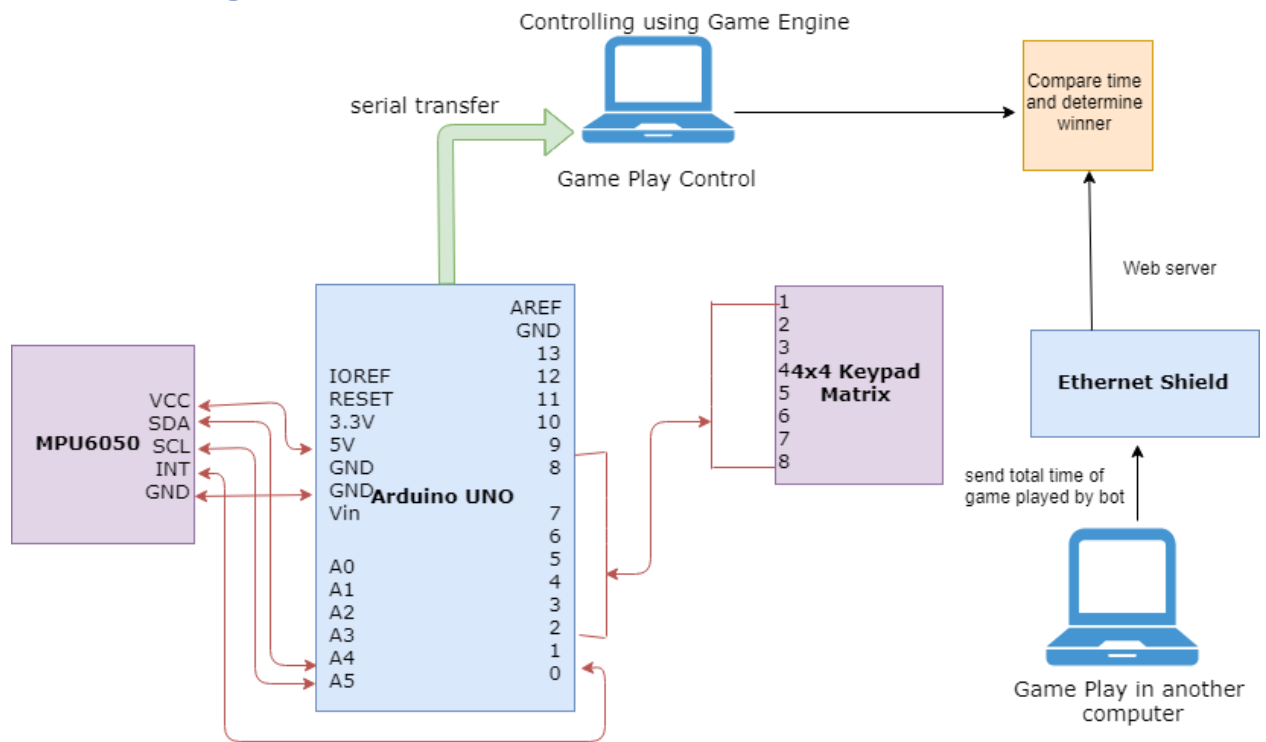 Controlling using Game Engine
serial transfer
Game Play Control
Compare time
and determine
winner
Web server
Ethernet Shield
send total time of
game played by bot
Game Play in another
computer
MPU6050
VCC
SDA
SCL
INT
GND
Arduino UNO
IOREF
RESET
3.3V
5V
GND
GND
Vin
A0
A1
A2
A3
A4
A5
AREF
GND
13
12
11
10
9
8
7
6
5
4
3
2
1
0
1
2
3
4
5
6
7
8
4x4 Keypad
Matrix